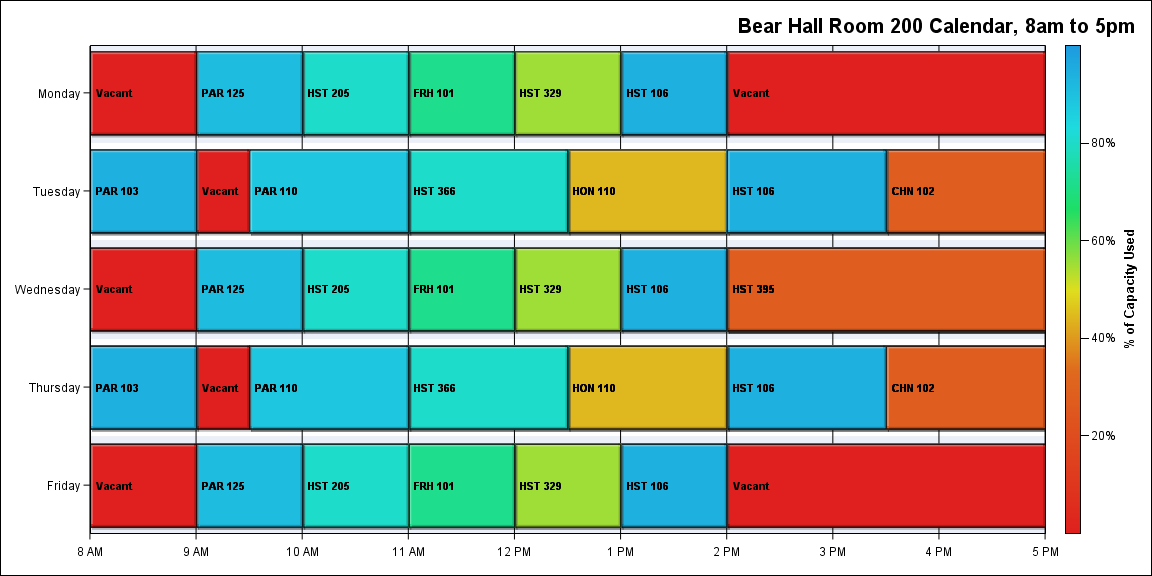 Bear Hall Room 200 Calendar, 8am to 5pm
Monday
Vacant
PAR 125
HST 205
FRH 101
HST 329
HST 106
Vacant
Tuesday
PAR 103
Vacant
PAR 110
HST 366
HON 110
HST 106
CHN 102
Wednesday
Vacant
PAR 125
HST 205
FRH 101
HST 329
HST 106
HST 395
Thursday
PAR 103
Vacant
PAR 110
HST 366
HON 110
HST 106
CHN 102
Friday
Vacant
PAR 125
HST 205
FRH 101
HST 329
HST 106
Vacant
8 AM
9 AM
10 AM
11 AM
12 PM
1 PM
2 PM
3 PM
4 PM
5 PM
80%
60%
40%
20%
% of Capacity Used